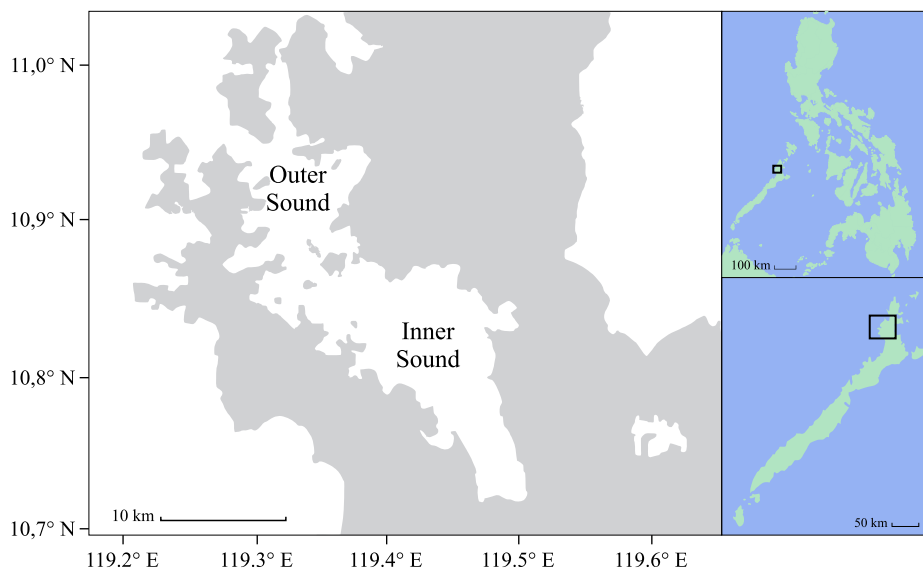 11,0° N
10,9° N
10,8° N
10,7° N
Outer
Sound
Inner
Sound
10 km
119.2° E
119.3° E
119.4° E
119.5° E
119.6° E
100 km
50 km